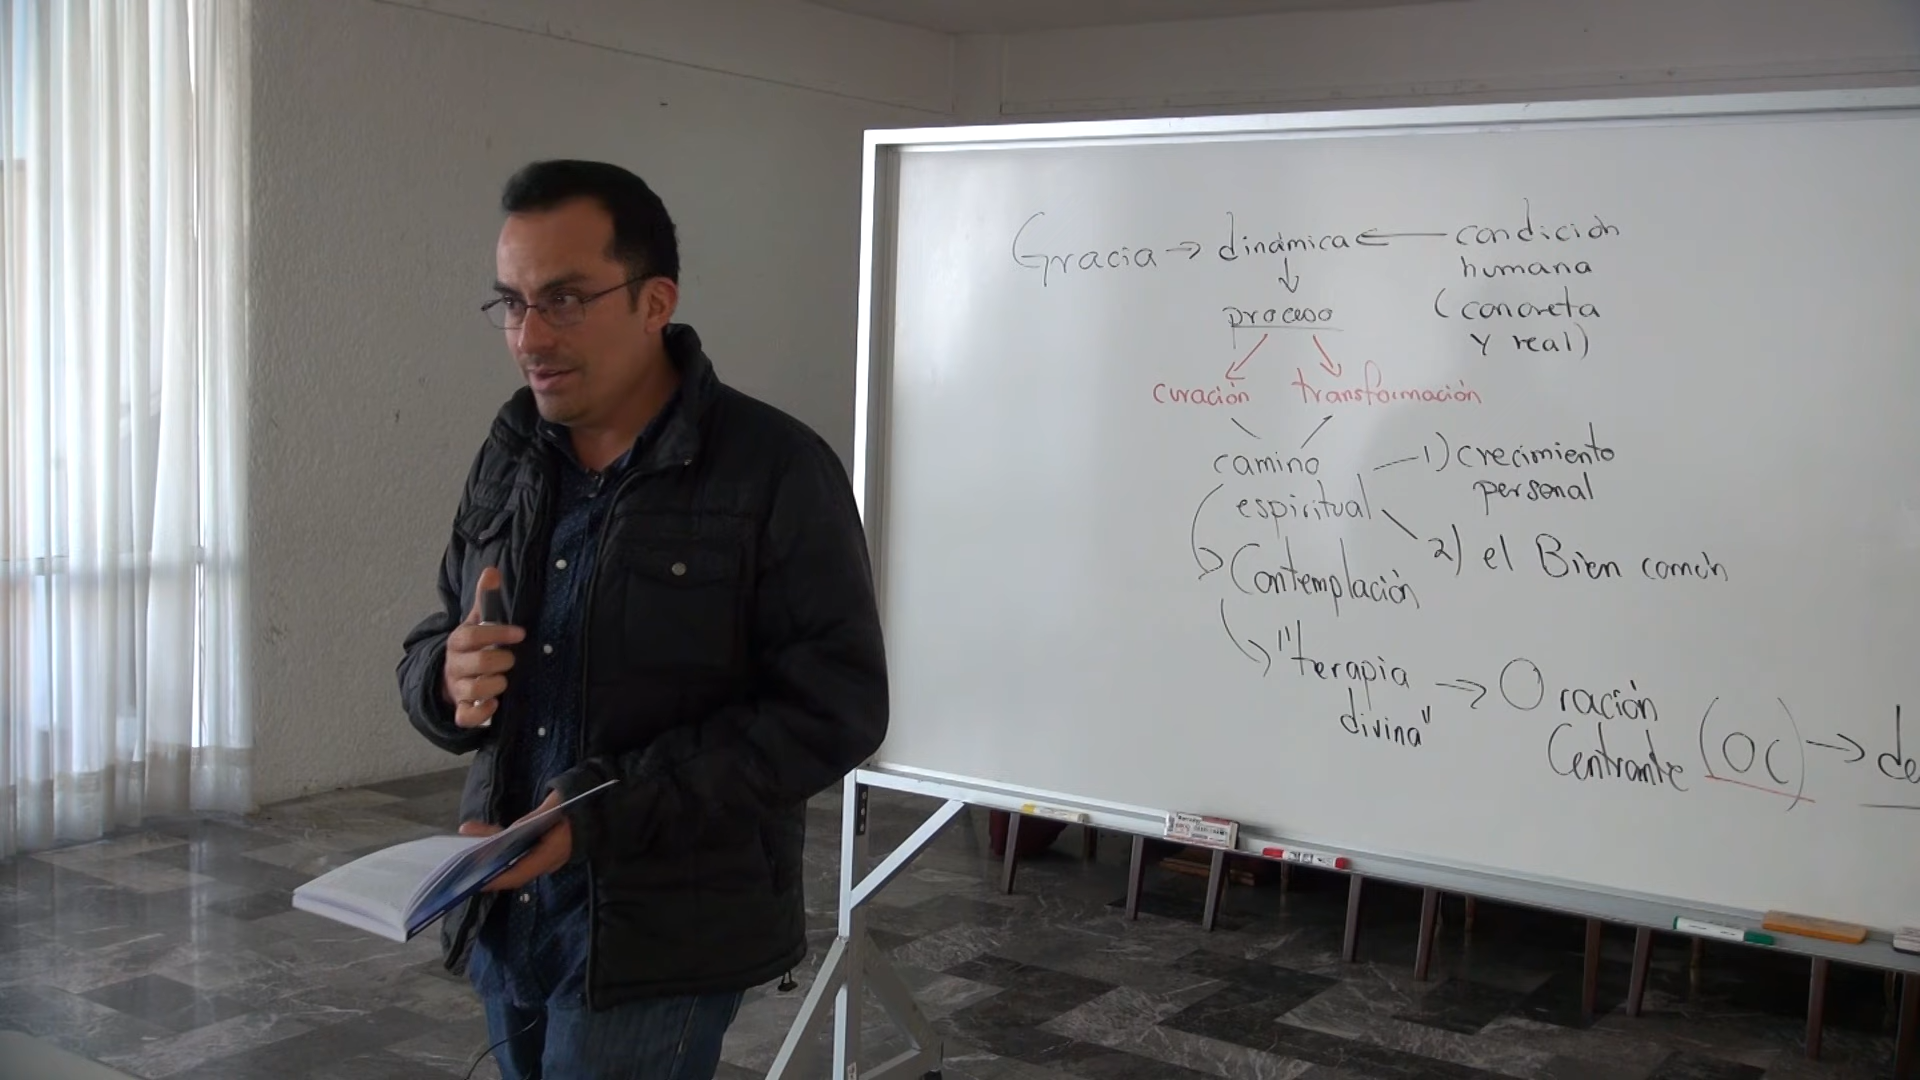 Gracia → dinámica ← condición
humana
(concreta
y real)
proceso
curación transformación
camino
espiritual
1) crecimiento
personal
2) el Bien común
Contemplación
"terapia
divina" → Oración
Centrante (OC) → de